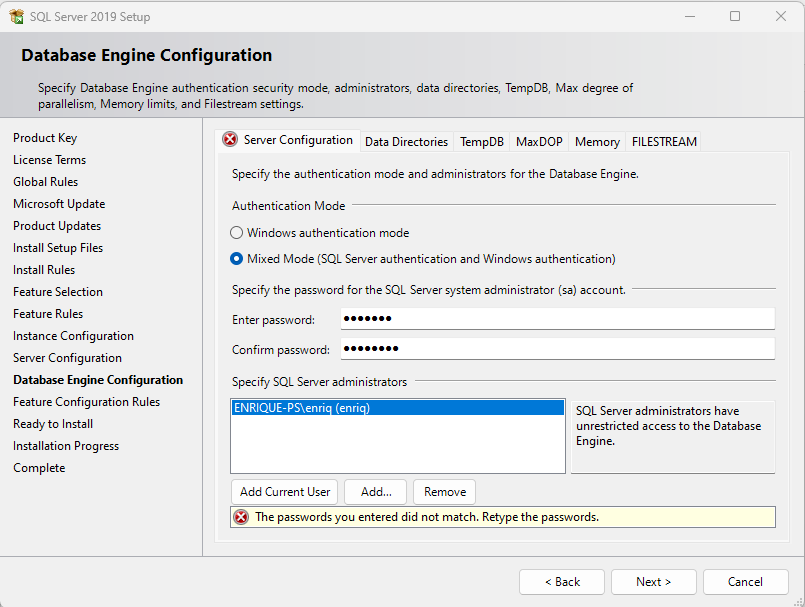 SQL Server 2019 Setup
Database Engine Configuration
Specify Database Engine authentication security mode, administrators, data directories, TempDB, Max degree of
parallelism, Memory limits, and Filestream settings.
Product Key
License Terms
Global Rules
Microsoft Update
Product Updates
Install Setup Files
Install Rules
Feature Selection
Feature Rules
Instance Configuration
Server Configuration
Database Engine Configuration
Feature Configuration Rules
Ready to Install
Installation Progress
Complete
Server Configuration Data Directories TempDB MaxDOP Memory FILESTREAM
Specify the authentication mode and administrators for the Database Engine.
Authentication Mode
Windows authentication mode
Mixed Mode (SQL Server authentication and Windows authentication)
Specify the password for the SQL Server system administrator (sa) account.
Enter password: ●●●●●●●
Confirm password: ●●●●●●●●
Specify SQL Server administrators
ENRIQUE-PS\enriq (enriq)
SQL Server administrators have
unrestricted access to the Database
Engine.
Add Current User Add... Remove
The passwords you entered did not match. Retype the passwords.
< Back Next > Cancel